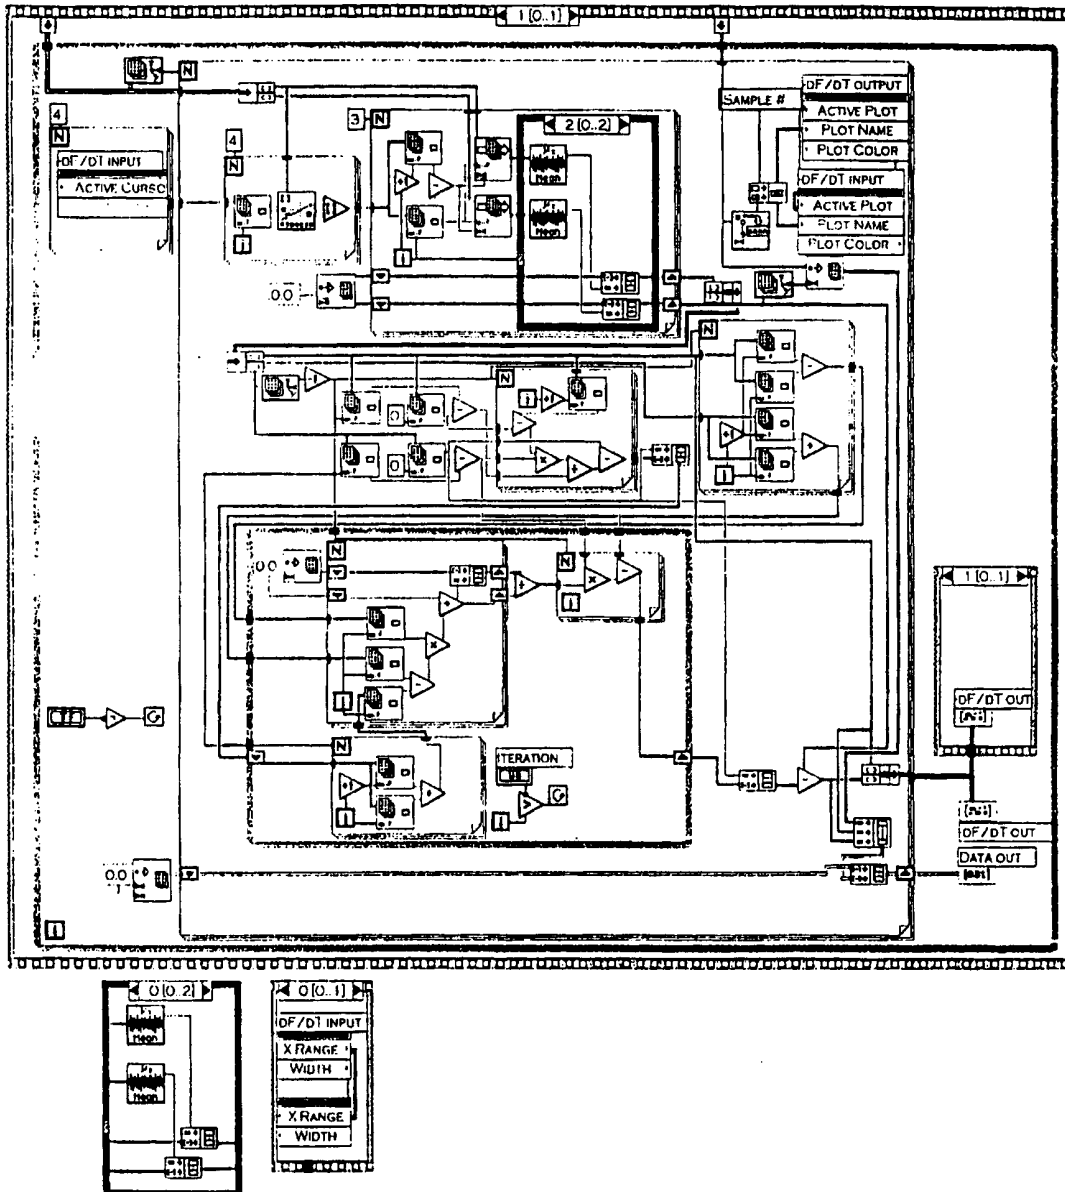 1 [0..1]
N
4
N
DF/DT INPUT
ACTIVE CURSO
4
N
i
3
N
2 [0..2]
Mean
Mean
i
0.0
SAMPLE #
DF/DT OUTPUT
ACTIVE PLOT
PLOT NAME
PLOT COLOR
DF/DT INPUT
ACTIVE PLOT
PLOT NAME
PLOT COLOR
N
N
i
0
0
i
N
N
0.0
i
i
1 [0..1]
DF/DT OUT
N
ITERATION
i
i
DF/DT OUT
DATA OUT
0.0
1
i
0 [0..2]
Mean
Mean
0 [0..1]
DF/DT INPUT
X RANGE
WIDTH
X RANGE
WIDTH